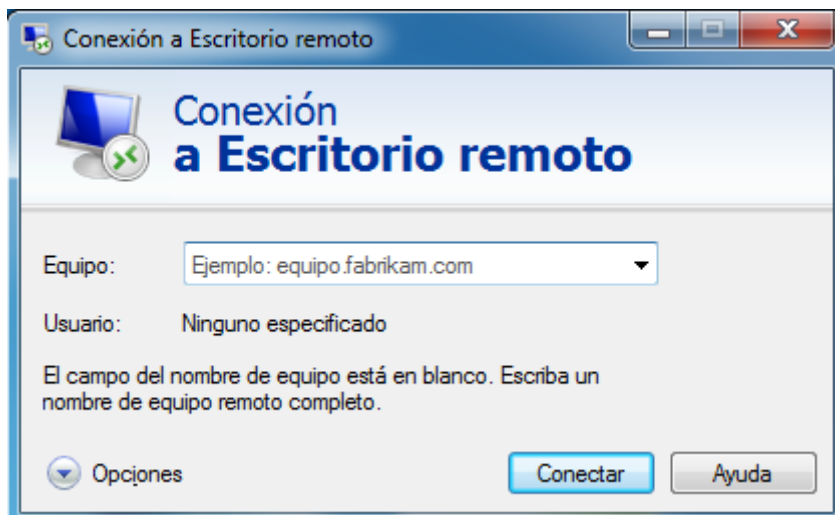 Conexión a Escritorio remoto
Conexión
a Escritorio remoto
Equipo: Ejemplo: equipo.fabrikam.com
Usuario: Ninguno especificado
El campo del nombre de equipo está en blanco. Escriba un
nombre de equipo remoto completo.
Opciones Conectar Ayuda